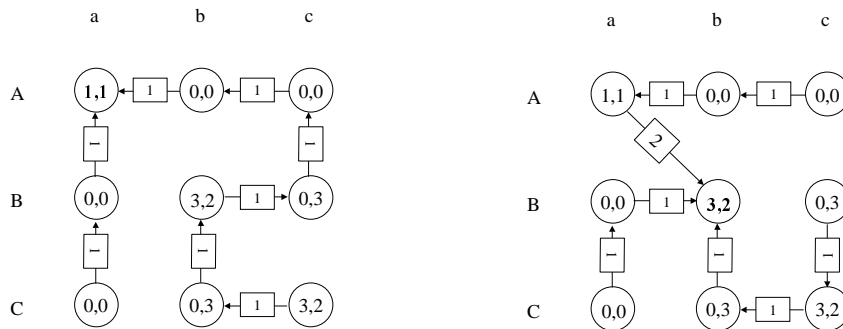 a b c a b c
A 1,1 1 0,0 1 0,0 A 1,1 1 0,0 1 0,0
1 1 2
B 0,0 3,2 1 0,3 B 0,0 1 3,2 0,3
1 1 1 1 1
C 0,0 0,3 1 3,2 C 0,0 0,3 1 3,2